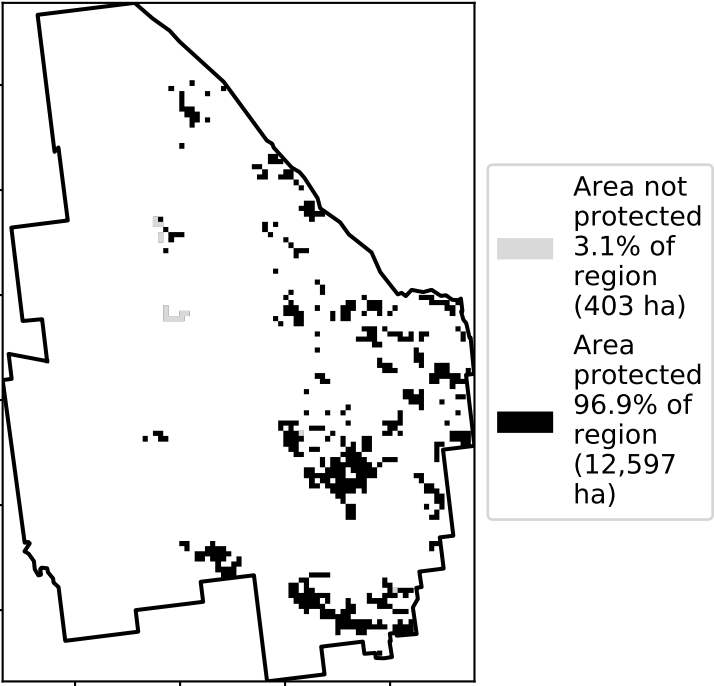 Area not
protected
3.1% of
region
(403 ha)
Area
protected
96.9% of
region
(12,597
ha)